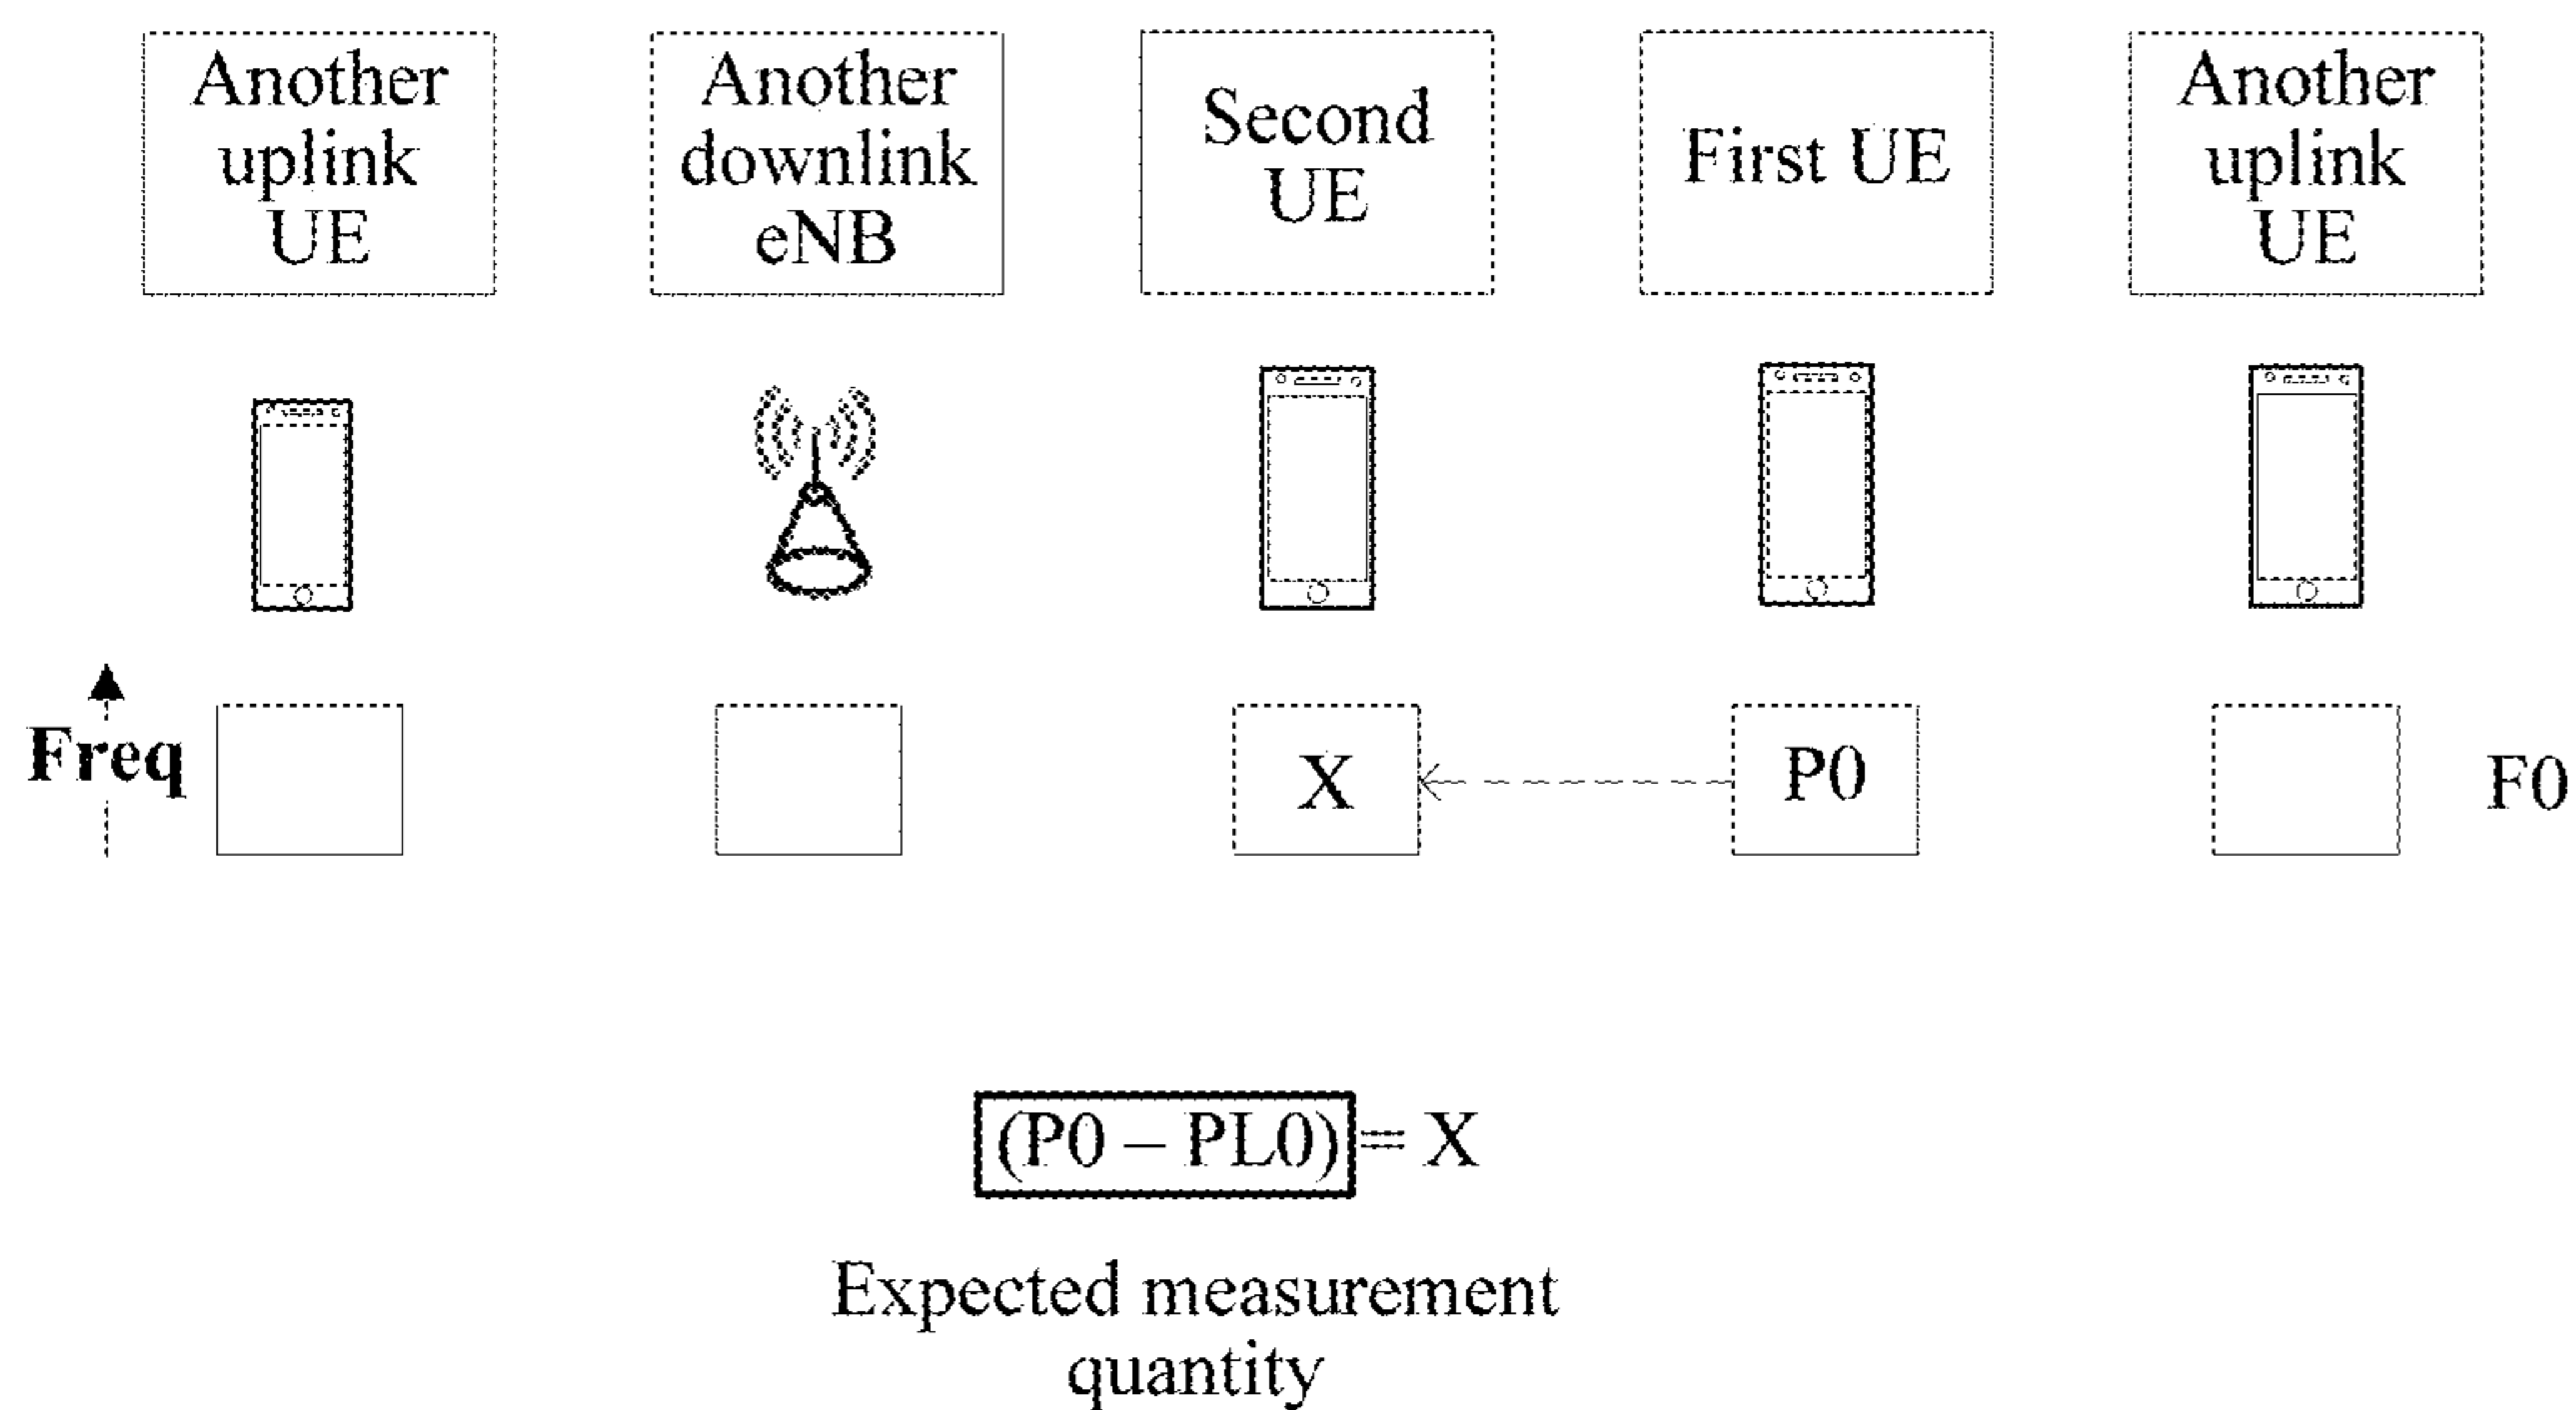 Another
uplink
UE
Another
downlink
eNB
Second
UE
First UE
Another
uplink
UE
Freq
X
P0
F0
(P0 – PL0) = X
Expected measurement
quantity